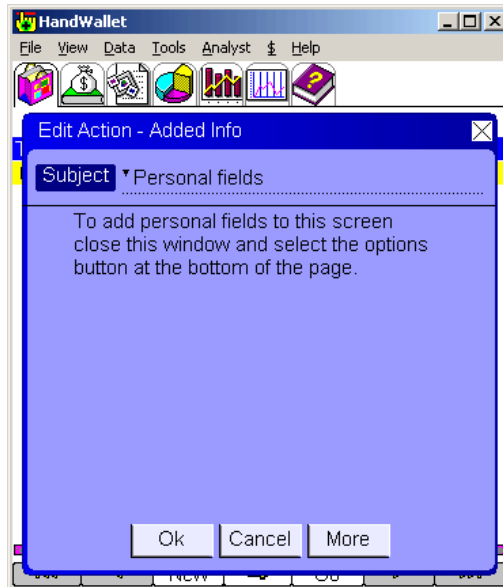 HandWallet
File View Data Tools Analyst $ Help
Edit Action - Added Info
Subject Personal fields
To add personal fields to this screen
close this window and select the options
button at the bottom of the page.
Ok Cancel More
New